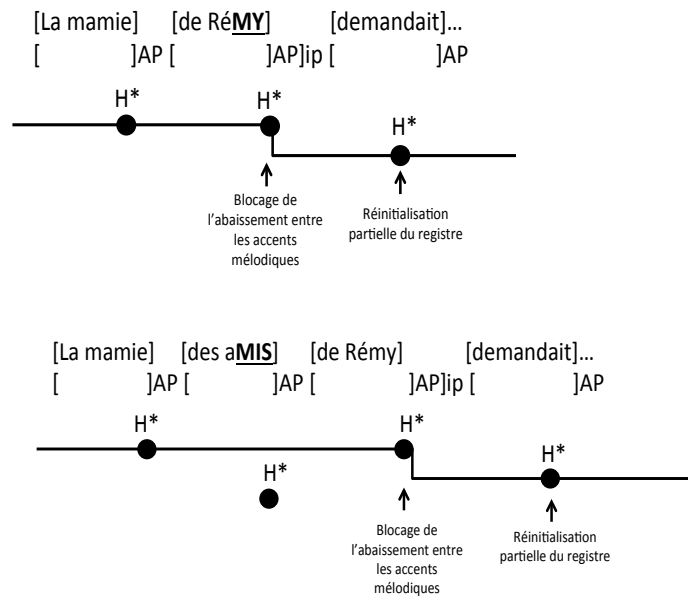 [La mamie] [de RéMY] [demandait]...
[ ]AP [ ]AP]ip [ ]AP
H* H*
H*
Blocage de
l'abaissement entre
les accents
mélodiques
Réinitialisation
partielle du registre
[La mamie] [des aMIS] [de Rémy] [demandait]...
[ ]AP [ ]AP [ ]AP]ip [ ]AP
H* H*
H*
H*
Blocage de
l'abaissement entre
les accents
mélodiques
Réinitialisation
partielle du registre